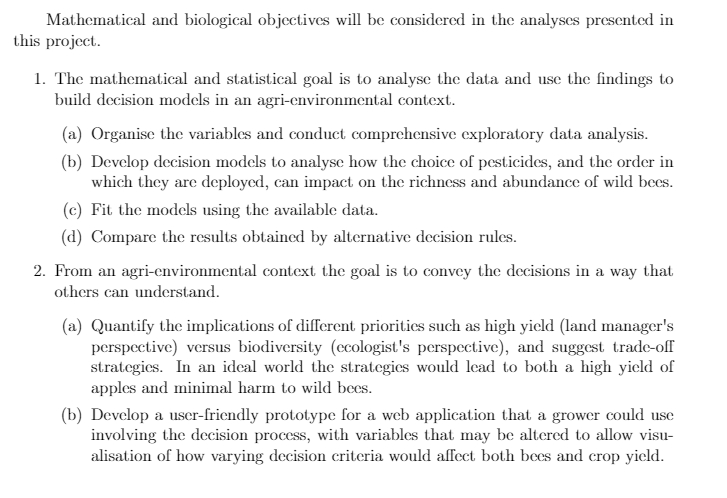 Mathematical and biological objectives will be considered in the analyses presented in
this project.
1. The mathematical and statistical goal is to analyse the data and use the findings to
build decision models in an agri-environmental context.
(a) Organise the variables and conduct comprehensive exploratory data analysis.
(b) Develop decision models to analyse how the choice of pesticides, and the order in
which they are deployed, can impact on the richness and abundance of wild bees.
(c) Fit the models using the available data.
(d) Compare the results obtained by alternative decision rules.
2. From an agri-environmental context the goal is to convey the decisions in a way that
others can understand.
(a) Quantify the implications of different priorities such as high yield (land manager's
perspective) versus biodiversity (ecologist's perspective), and suggest trade-off
strategies. In an ideal world the strategies would lead to both a high yield of
apples and minimal harm to wild bees.
(b) Develop a user-friendly prototype for a web application that a grower could use
involving the decision process, with variables that may be altered to allow visu-
alisation of how varying decision criteria would affect both bees and crop yield.